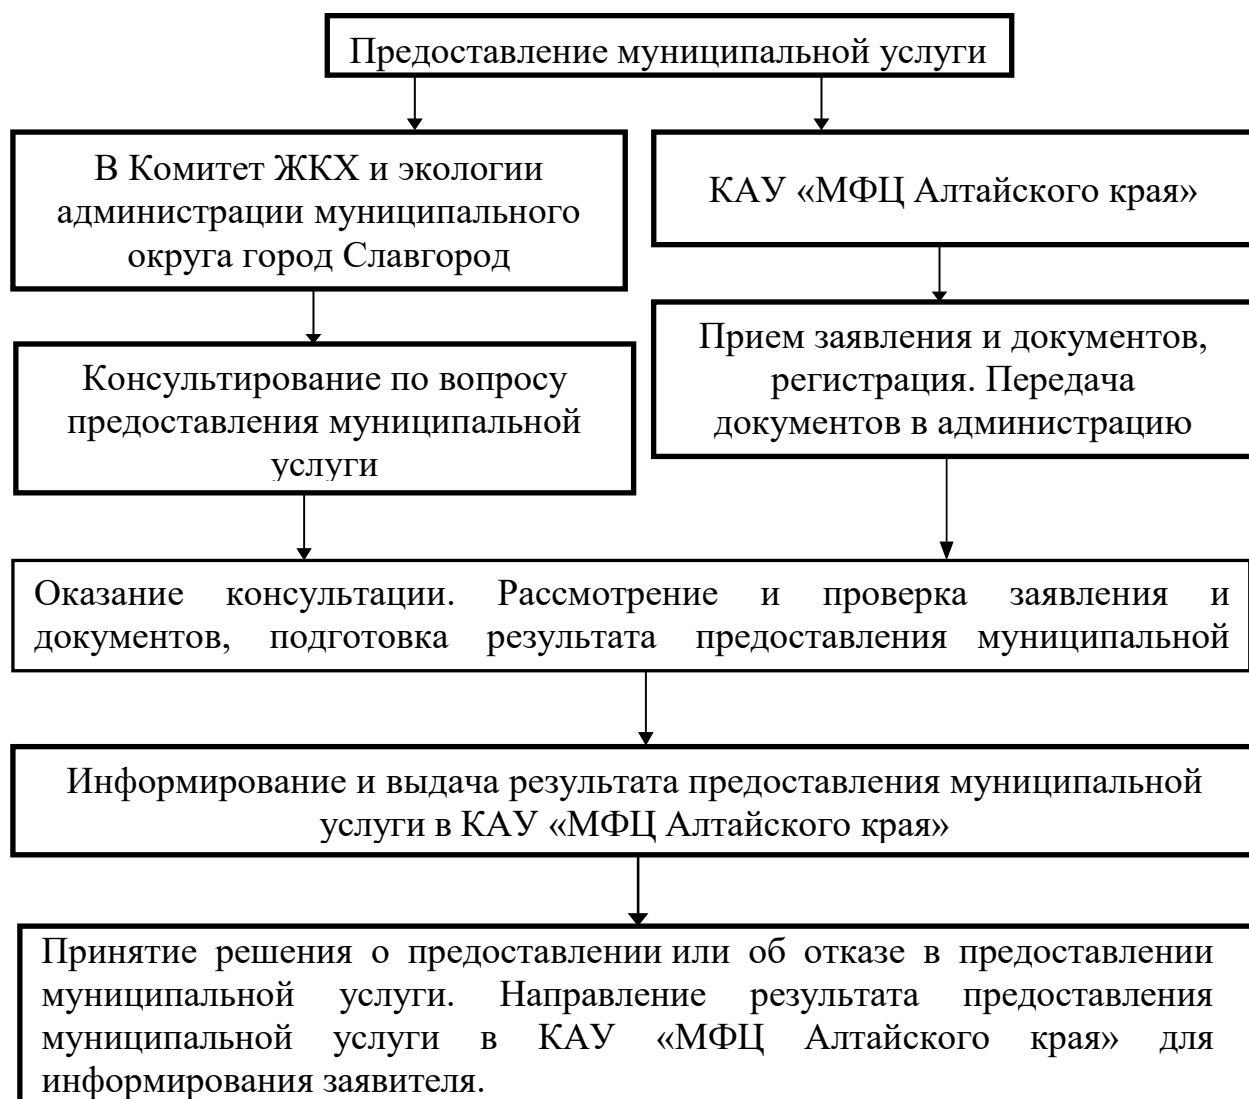 Предоставление муниципальной услуги
В Комитет ЖКХ и экологии
администрации муниципального
округа город Славгород
КАУ «МФЦ Алтайского края»
Консультирование по вопросу
предоставления муниципальной
услуги
Прием заявления и документов,
регистрация. Передача
документов в администрацию
Оказание консультации. Рассмотрение и проверка заявления и
документов, подготовка результата предоставления муниципальной
Информирование и выдача результата предоставления муниципальной
услуги в КАУ «МФЦ Алтайского края»
Принятие решения о предоставлении или об отказе в предоставлении
муниципальной услуги. Направление результата предоставления
муниципальной услуги в КАУ «МФЦ Алтайского края» для
информирования заявителя.